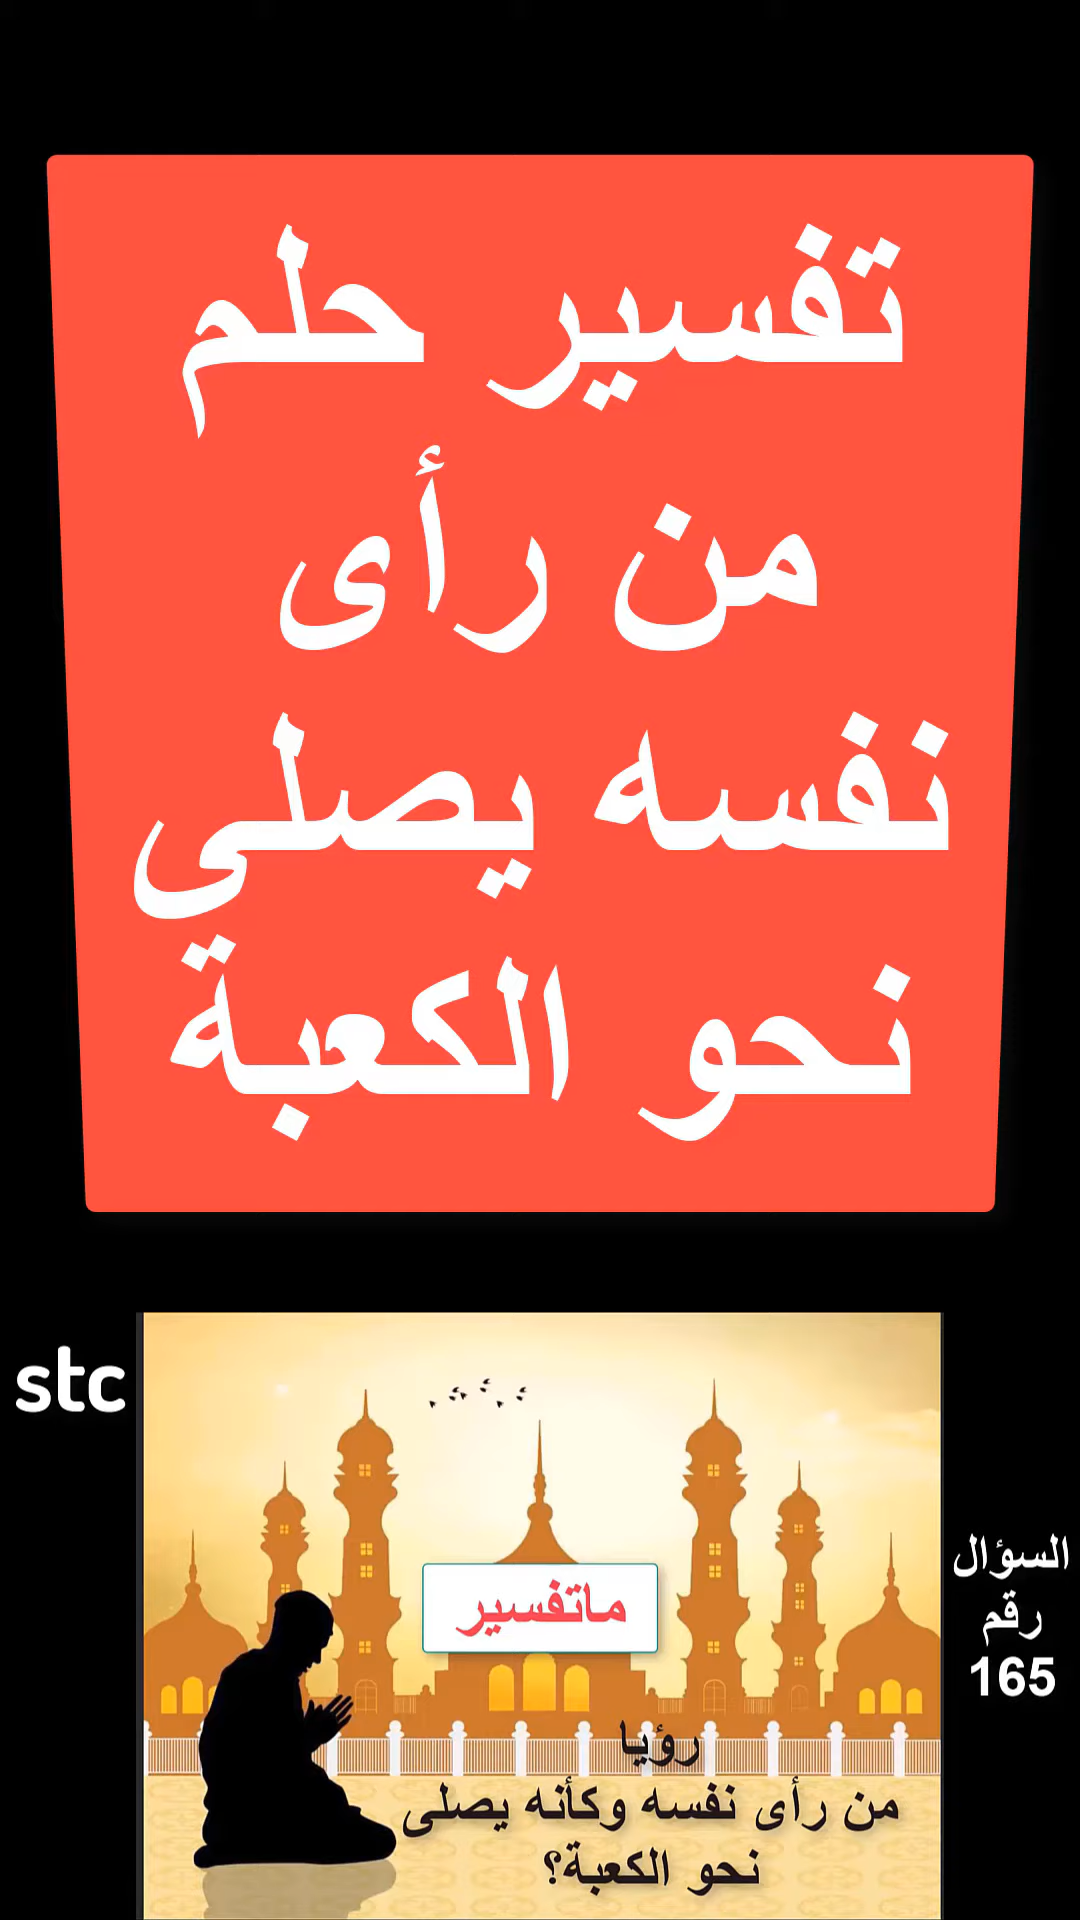 تفسير حلم
من رأى
نفسه يصلي
نحو الكعبة
stc
السؤال
رقم
165
ماتفسير
رؤيا
من رأى نفسه وكأنه يصلى
نحو الكعبة؟